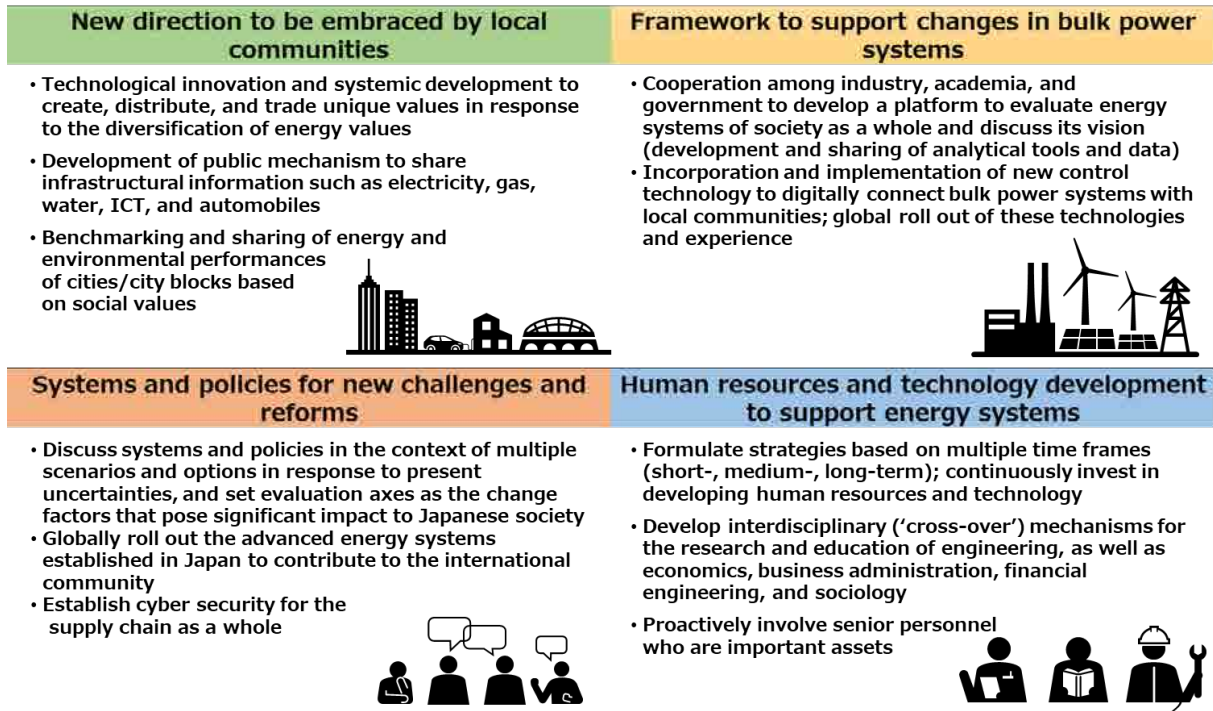 New direction to be embraced by local
communities
• Technological innovation and systemic development to
create, distribute, and trade unique values in response
to the diversification of energy values
• Development of public mechanism to share
infrastructural information such as electricity, gas,
water, ICT, and automobiles
• Benchmarking and sharing of energy and
environmental performances
of cities/city blocks based
on social values
Framework to support changes in bulk power
systems
• Cooperation among industry, academia, and
government to develop a platform to evaluate energy
systems of society as a whole and discuss its vision
(development and sharing of analytical tools and data)
• Incorporation and implementation of new control
technology to digitally connect bulk power systems with
local communities; global roll out of these technologies
and experience
Systems and policies for new challenges and
reforms
• Discuss systems and policies in the context of multiple
scenarios and options in response to present
uncertainties, and set evaluation axes as the change
factors that pose significant impact to Japanese society
• Globally roll out the advanced energy systems
established in Japan to contribute to the international
community
• Establish cyber security for the
supply chain as a whole
Human resources and technology development
to support energy systems
• Formulate strategies based on multiple time frames
(short-, medium-, long-term); continuously invest in
developing human resources and technology
• Develop interdisciplinary (‘cross-over’) mechanisms for
the research and education of engineering, as well as
economics, business administration, financial
engineering, and sociology
• Proactively involve senior personnel
who are important assets